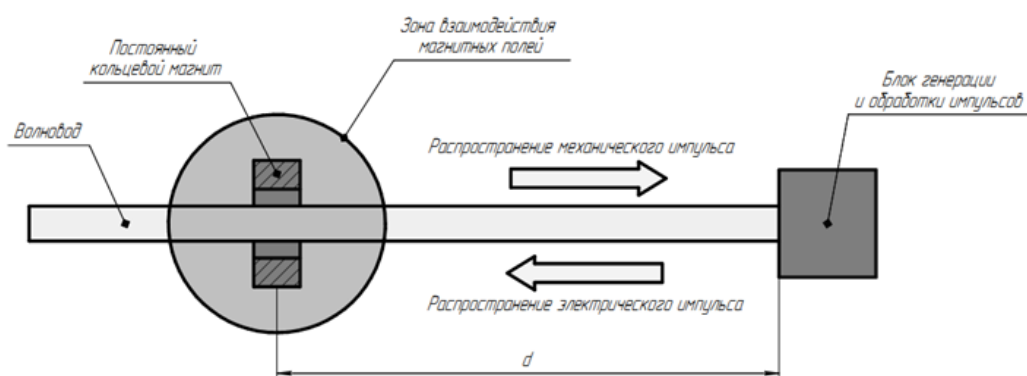 Зона взаимодействия
магнитных полей
Постоянный
кольцевой магнит
Блок генерации
и обработки импульсов
Волновод
Распространение механического импульса
Распространение электрического импульса
d